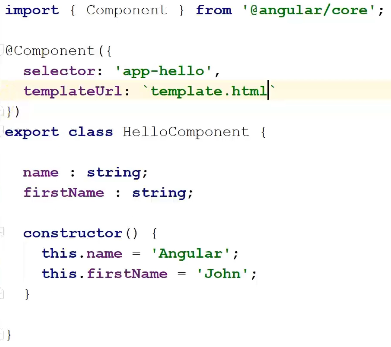 import { Component } from '@angular/core';
@Component({
selector: 'app-hello',
templateUrl: `template.html`
})
export class HelloComponent {
name : string;
firstName : string;
constructor() {
this.name = 'Angular';
this.firstName = 'John';
}
}